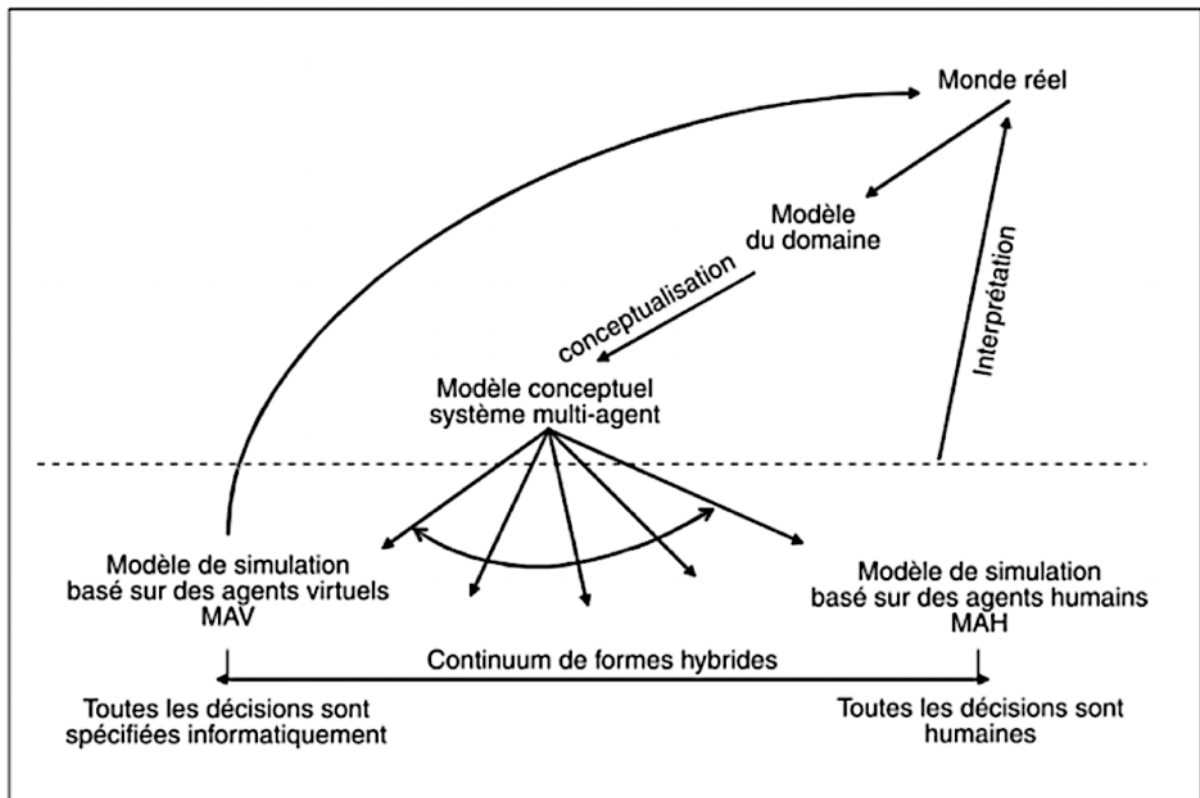 Monde réel
Modèle
du domaine
conceptualisation
Interprétation
Modèle conceptuel
système multi-agent
Modèle de simulation
basé sur des agents virtuels
MAV
Modèle de simulation
basé sur des agents humains
MAH
Continuum de formes hybrides
Toutes les décisions sont
spécifiées informatiquement
Toutes les décisions sont
humaines